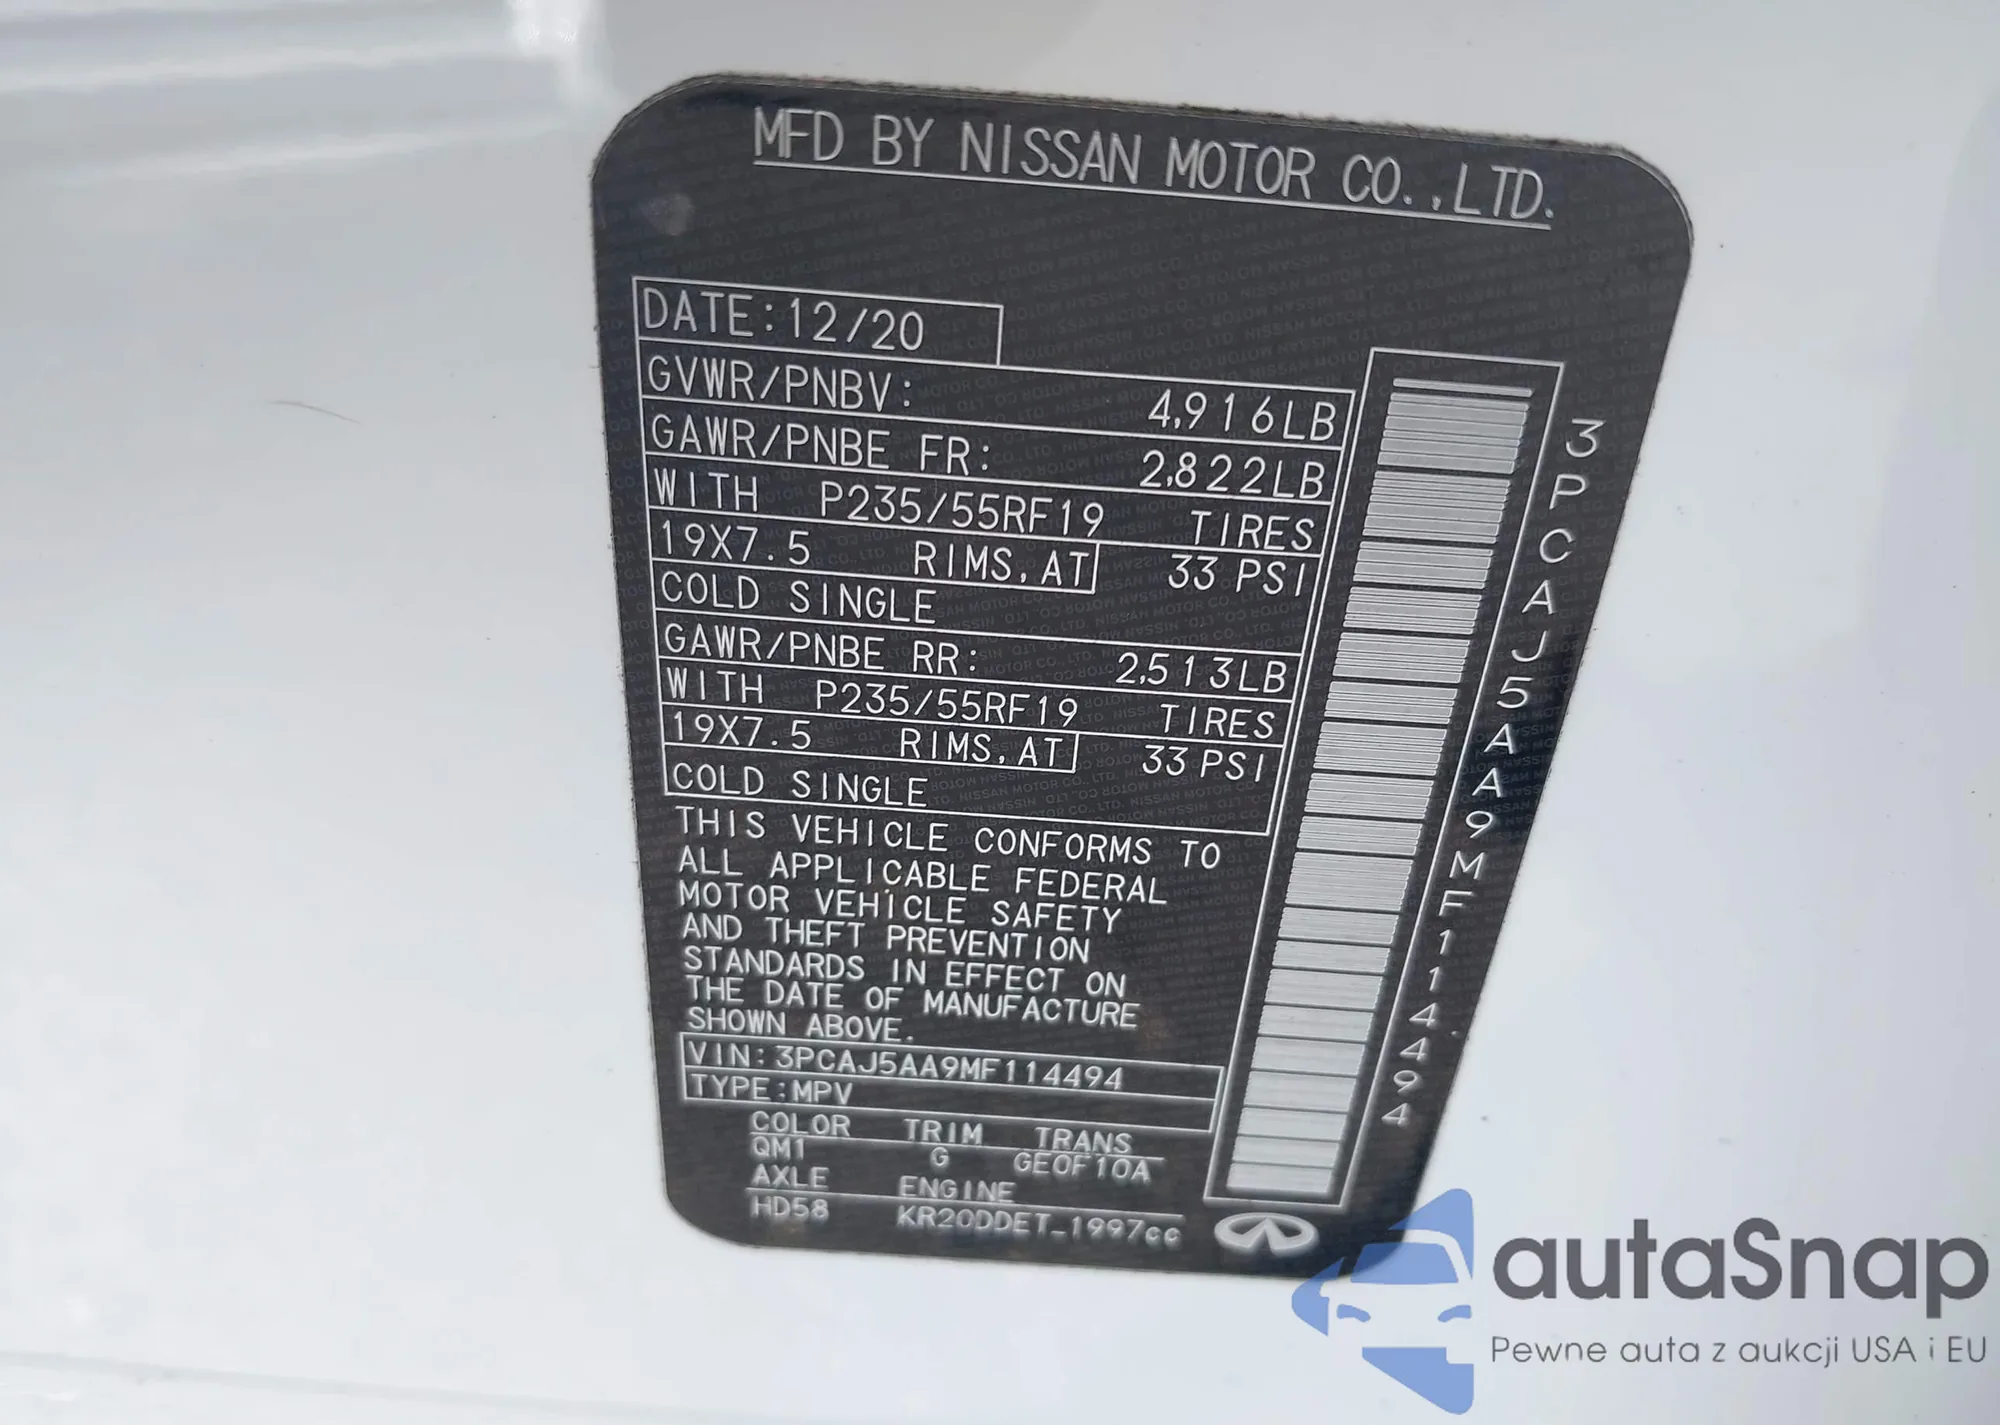 MFD BY NISSAN MOTOR CO.,LTD.
DATE:12/20
GVWR/PNBV: 4,916LB
GAWR/PNBE FR: 2,822LB
WITH P235/55RF19 TIRES
19X7.5 RIMS,AT 33 PSI
COLD SINGLE
GAWR/PNBE RR: 2,513LB
WITH P235/55RF19 TIRES
19X7.5 RIMS,AT 33 PSI
COLD SINGLE
THIS VEHICLE CONFORMS TO
ALL APPLICABLE FEDERAL
MOTOR VEHICLE SAFETY
AND THEFT PREVENTION
STANDARDS IN EFFECT ON
THE DATE OF MANUFACTURE
SHOWN ABOVE.
VIN:3PCAJ5AA9MF114494
TYPE:MPV
COLOR TRIM TRANS
QM1 G GE0F10A
AXLE ENGINE
HD58 KR20DDET_1997cc
3PCAJ5AA9MF114494
autaSnap
Pewne auta z aukcji USA i EU